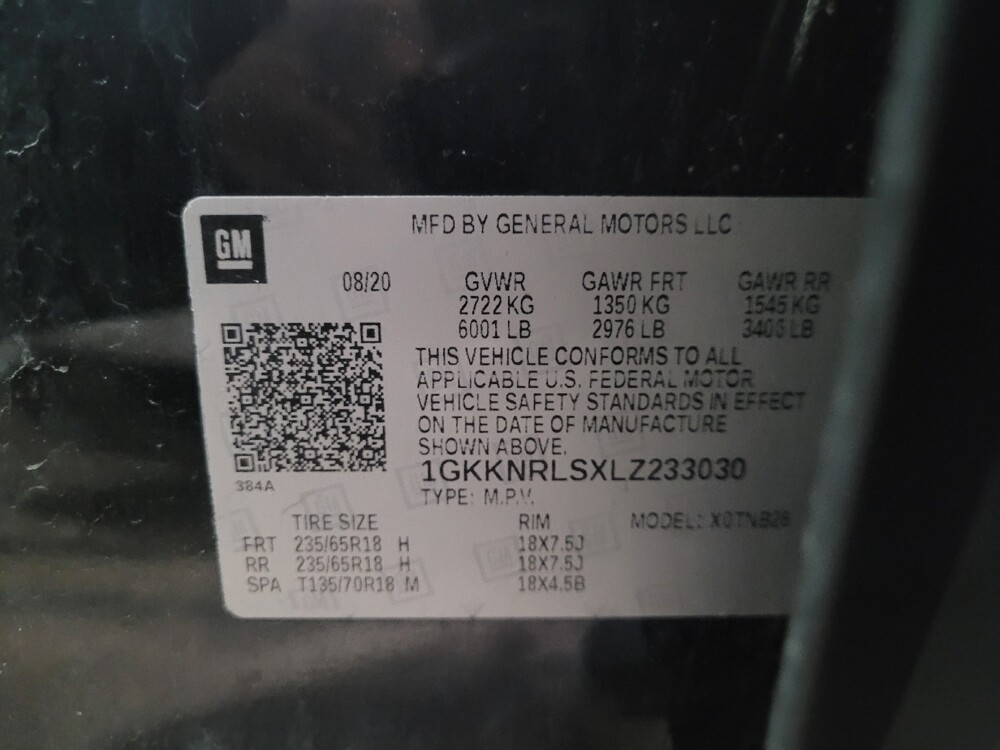 GM
MFD BY GENERAL MOTORS LLC
08/20 GVWR GAWR FRT GAWR RR
2722 KG 1350 KG 1545 KG
6001 LB 2976 LB 3406 LB
THIS VEHICLE CONFORMS TO ALL
APPLICABLE U.S. FEDERAL MOTOR
VEHICLE SAFETY STANDARDS IN EFFECT
ON THE DATE OF MANUFACTURE
SHOWN ABOVE.
384A
1GKKNRLSXLZ233030
TYPE: M.P.V.
TIRE SIZE RIM MODEL: X0TNB26
FRT 235/65R18 H 18X7.5J
RR 235/65R18 H 18X7.5J
SPA T135/70R18 M 18X4.5B